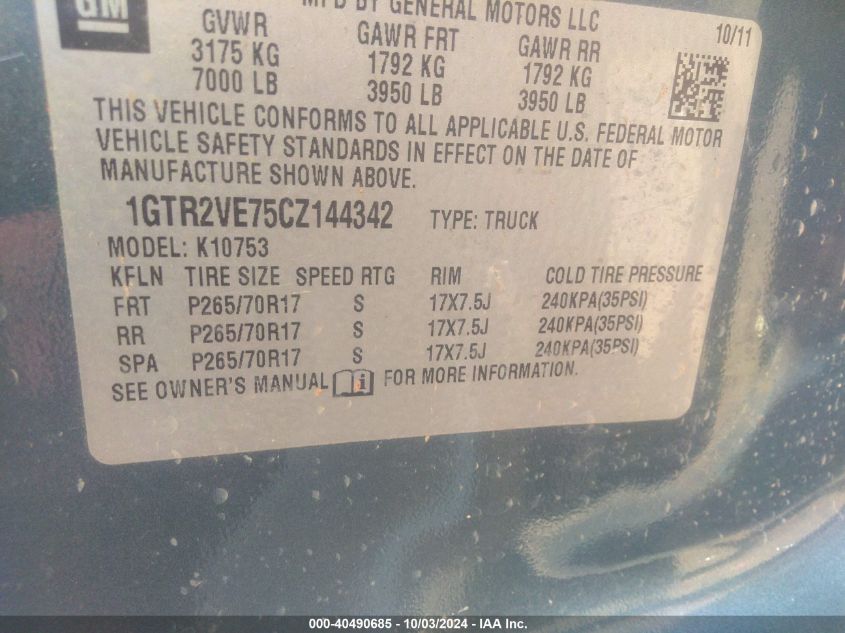 GM
MFD BY GENERAL MOTORS LLC
10/11
GVWR GAWR FRT GAWR RR
3175 KG 1792 KG 1792 KG
7000 LB 3950 LB 3950 LB
THIS VEHICLE CONFORMS TO ALL APPLICABLE U.S. FEDERAL MOTOR
VEHICLE SAFETY STANDARDS IN EFFECT ON THE DATE OF
MANUFACTURE SHOWN ABOVE.
1GTR2VE75CZ144342 TYPE: TRUCK
MODEL: K10753
KFLN TIRE SIZE SPEED RTG RIM COLD TIRE PRESSURE
FRT P265/70R17 S 17X7.5J 240KPA(35PSI)
RR P265/70R17 S 17X7.5J 240KPA(35PSI)
SPA P265/70R17 S 17X7.5J 240KPA(35PSI)
SEE OWNER'S MANUAL i FOR MORE INFORMATION.
000-40490685 - 10/03/2024 - IAA Inc.